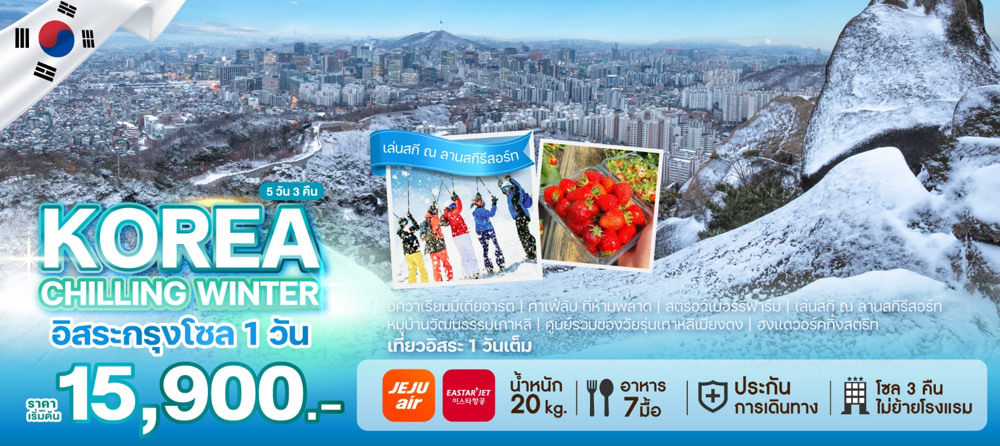 เล่นสกี ณ ลานสกีรีสอร์ท
5 วัน 3 คืน
KOREA
CHILLING WINTER
อิสระกรุงโซล 1 วัน
ราคา
เริ่มต้น
15,900.-
อควาเรียมมีเดียอาร์ต | คาเฟ่ลับ ที่ห้ามพลาด | สตรอว์เบอร์รีฟาร์ม | เล่นสกี ณ ลานสกีรีสอร์ท
หมู่บ้านวัฒนธรรมเกาหลี | ศูนย์รวมของวัยรุ่นเกาหลีเมียงดง | ฮงแดวอร์คกิ้งสตรีท
เที่ยวอิสระ 1 วันเต็ม
JEJU
air
EASTAR JET
이스타항공
น้ำหนัก
20 kg.
อาหาร
7มื้อ
ประกัน
การเดินทาง
โซล 3 คืน
ไม่ย้ายโรงแรม